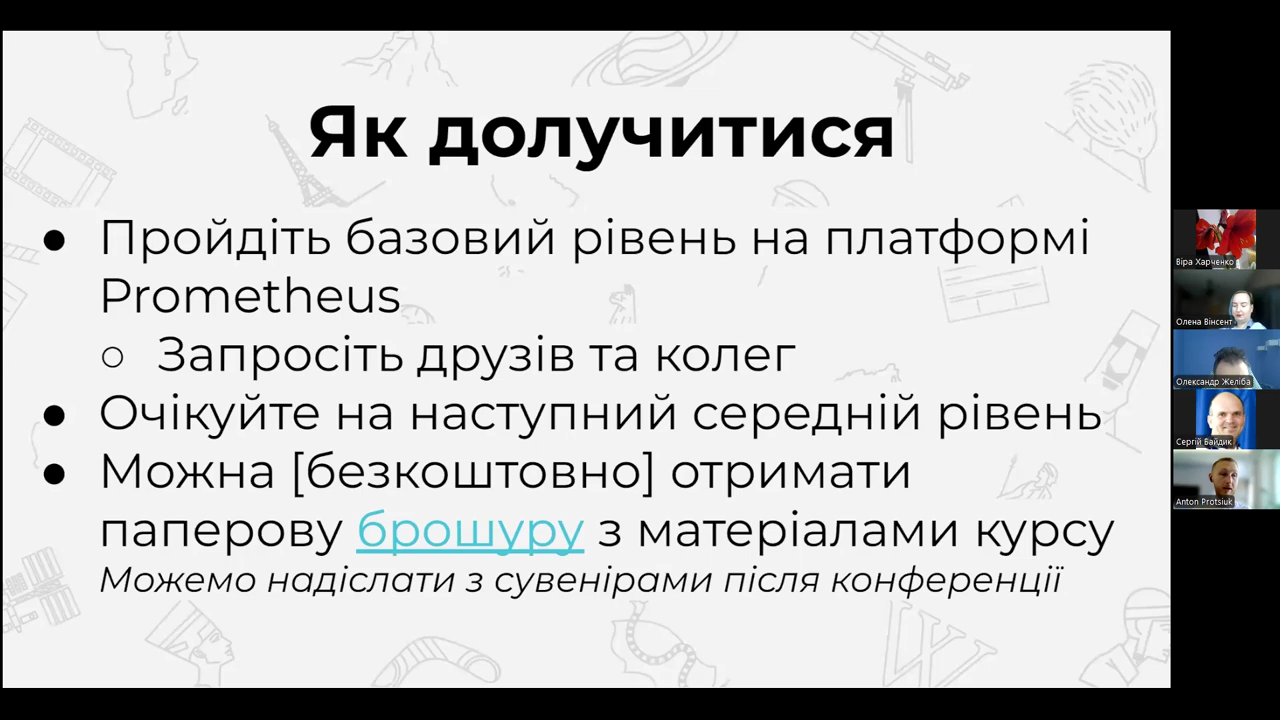 Як долучитися
● Пройдіть базовий рівень на платформі
Prometheus
○ Запросіть друзів та колег
● Очікуйте на наступний середній рівень
● Можна [безкоштовно] отримати
паперову брошуру з матеріалами курсу
Можемо надіслати з сувенірами після конференції
Віра Харченко
Олена Вінсент
Олександр Желіба
Сергій Байдик
Anton Protsiuk